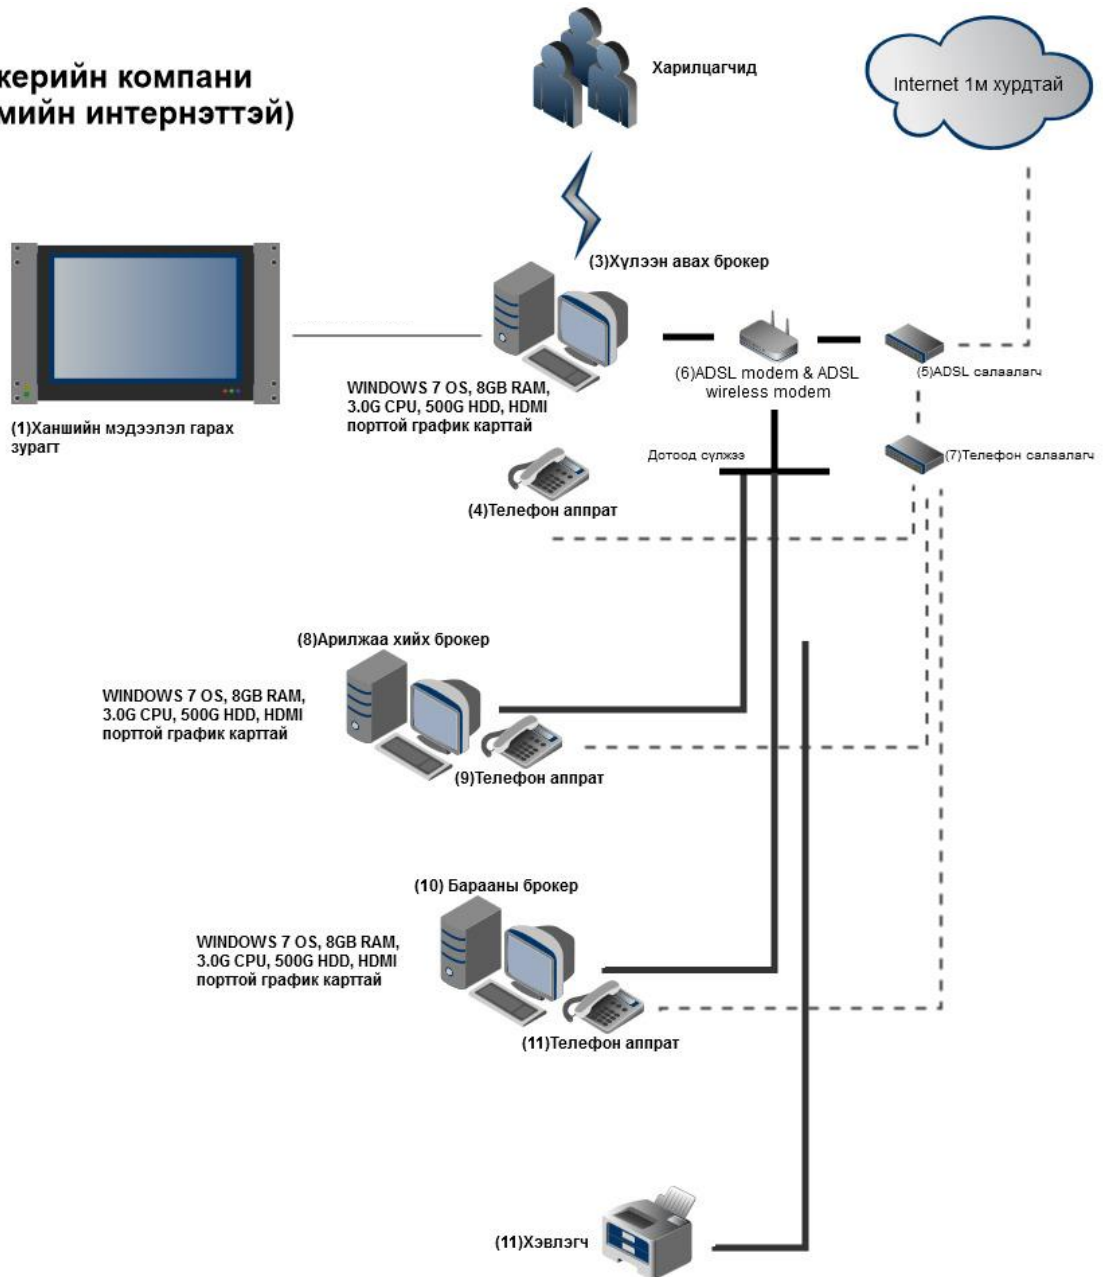 керийн компани
мийн интернэттэй)
Харилцагчид
Internet 1м хурдтай
(3)Хүлээн авах брокер
(6)ADSL modem & ADSL
wireless modem
(5)ADSL салаалагч
WINDOWS 7 OS, 8GB RAM,
3.0G CPU, 500G HDD, HDMI
порттой график карттай
(1)Ханшийн мэдээлэл гарах
зурагт
Дотоод сүлжээ
(7)Телефон салаалагч
(4)Телефон аппрат
(8)Арилжаа хийх брокер
WINDOWS 7 OS, 8GB RAM,
3.0G CPU, 500G HDD, HDMI
порттой график карттай
(9)Телефон аппрат
(10) Барааны брокер
WINDOWS 7 OS, 8GB RAM,
3.0G CPU, 500G HDD, HDMI
порттой график карттай
(11)Телефон аппрат
(11)Хэвлэгч